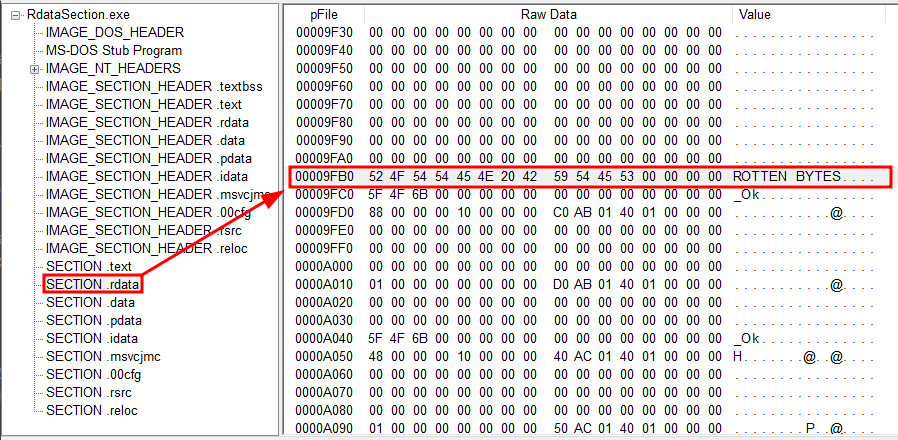 RdataSection.exe
IMAGE_DOS_HEADER
MS-DOS Stub Program
IMAGE_NT_HEADERS
IMAGE_SECTION_HEADER .textbss
IMAGE_SECTION_HEADER .text
IMAGE_SECTION_HEADER .rdata
IMAGE_SECTION_HEADER .data
IMAGE_SECTION_HEADER .pdata
IMAGE_SECTION_HEADER .idata
IMAGE_SECTION_HEADER .msvcjmc
IMAGE_SECTION_HEADER .00cfg
IMAGE_SECTION_HEADER .rsrc
IMAGE_SECTION_HEADER .reloc
SECTION .text
SECTION .rdata
SECTION .data
SECTION .pdata
SECTION .idata
SECTION .msvcjmc
SECTION .00cfg
SECTION .rsrc
SECTION .reloc
pFile Raw Data Value
00009F30 00 00 00 00 00 00 00 00 00 00 00 00 00 00 00 00 ................
00009F40 00 00 00 00 00 00 00 00 00 00 00 00 00 00 00 00 ................
00009F50 00 00 00 00 00 00 00 00 00 00 00 00 00 00 00 00 ................
00009F60 00 00 00 00 00 00 00 00 00 00 00 00 00 00 00 00 ................
00009F70 00 00 00 00 00 00 00 00 00 00 00 00 00 00 00 00 ................
00009F80 00 00 00 00 00 00 00 00 00 00 00 00 00 00 00 00 ................
00009F90 00 00 00 00 00 00 00 00 00 00 00 00 00 00 00 00 ................
00009FA0 00 00 00 00 00 00 00 00 00 00 00 00 00 00 00 00 ................
00009FB0 52 4F 54 54 45 4E 20 42 59 54 45 53 00 00 00 00 ROTTEN BYTES....
00009FC0 5F 4F 6B 00 00 00 00 00 00 00 00 00 00 00 00 00 _Ok.............
00009FD0 88 00 00 00 10 00 00 00 C0 AB 01 40 01 00 00 00 ...........@....
00009FE0 00 00 00 00 00 00 00 00 00 00 00 00 00 00 00 00 ................
00009FF0 00 00 00 00 00 00 00 00 00 00 00 00 00 00 00 00 ................
0000A000 00 00 00 00 00 00 00 00 00 00 00 00 00 00 00 00 ................
0000A010 01 00 00 00 00 00 00 00 D0 AB 01 40 01 00 00 00 ...........@....
0000A020 00 00 00 00 00 00 00 00 00 00 00 00 00 00 00 00 ................
0000A030 00 00 00 00 00 00 00 00 00 00 00 00 00 00 00 00 ................
0000A040 5F 4F 6B 00 00 00 00 00 00 00 00 00 00 00 00 00 _Ok.............
0000A050 48 00 00 00 10 00 00 00 40 AC 01 40 01 00 00 00 H.......@..@....
0000A060 00 00 00 00 00 00 00 00 00 00 00 00 00 00 00 00 ................
0000A070 00 00 00 00 00 00 00 00 00 00 00 00 00 00 00 00 ................
0000A080 00 00 00 00 00 00 00 00 00 00 00 00 00 00 00 00 ................
0000A090 01 00 00 00 00 00 00 00 50 AC 01 40 01 00 00 00 ........P..@....